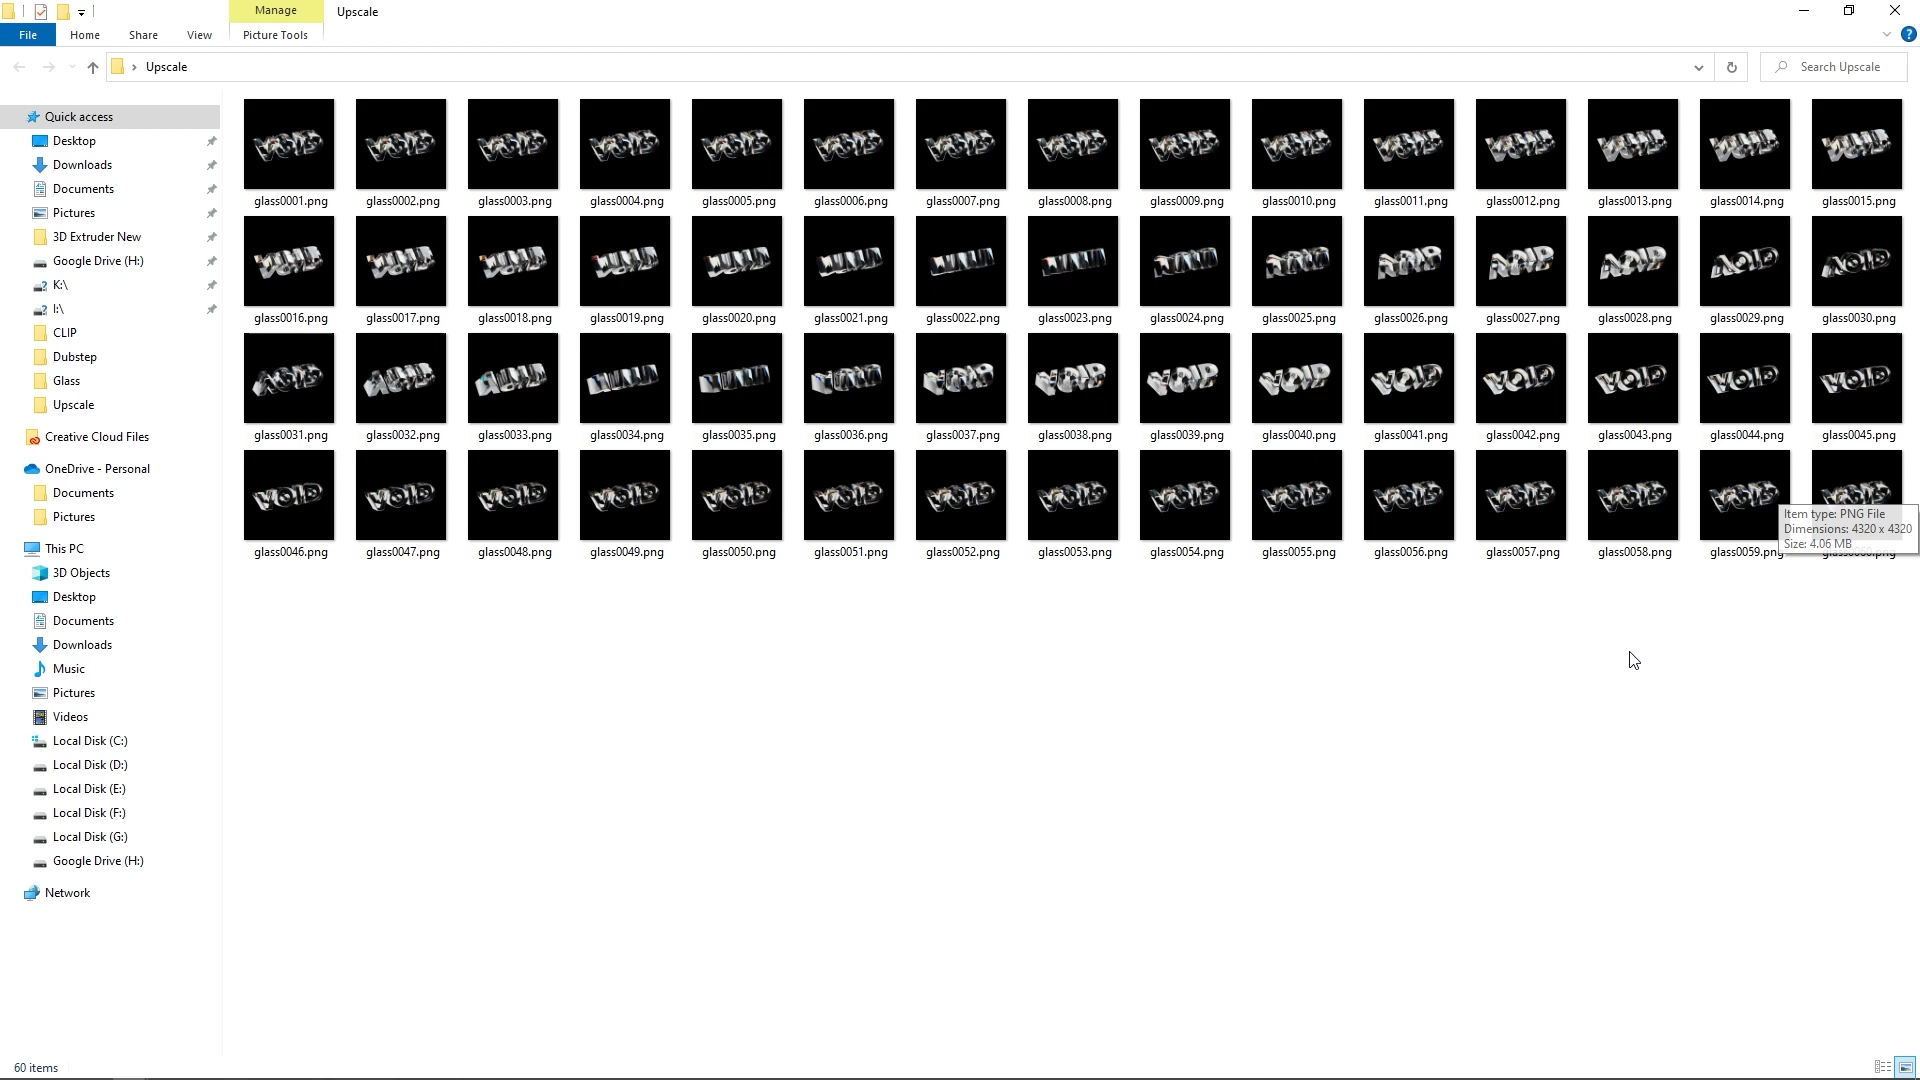 Manage
Upscale
File
Home
Share
View
Picture Tools
?
Upscale
Search Upscale
Quick access
Desktop
Downloads
Documents
Pictures
3D Extruder New
Google Drive (H:)
K:\
I:\
CLIP
Dubstep
Glass
Upscale
Creative Cloud Files
OneDrive - Personal
Documents
Pictures
This PC
3D Objects
Desktop
Documents
Downloads
Music
Pictures
Videos
Local Disk (C:)
Local Disk (D:)
Local Disk (E:)
Local Disk (F:)
Local Disk (G:)
Google Drive (H:)
Network
glass0001.png glass0002.png glass0003.png glass0004.png glass0005.png glass0006.png glass0007.png glass0008.png glass0009.png glass0010.png glass0011.png glass0012.png glass0013.png glass0014.png glass0015.png
glass0016.png glass0017.png glass0018.png glass0019.png glass0020.png glass0021.png glass0022.png glass0023.png glass0024.png glass0025.png glass0026.png glass0027.png glass0028.png glass0029.png glass0030.png
glass0031.png glass0032.png glass0033.png glass0034.png glass0035.png glass0036.png glass0037.png glass0038.png glass0039.png glass0040.png glass0041.png glass0042.png glass0043.png glass0044.png glass0045.png
glass0046.png glass0047.png glass0048.png glass0049.png glass0050.png glass0051.png glass0052.png glass0053.png glass0054.png glass0055.png glass0056.png glass0057.png glass0058.png glass0059.png
Item type: PNG File
Dimensions: 4320 x 4320
Size: 4.06 MB
60 items